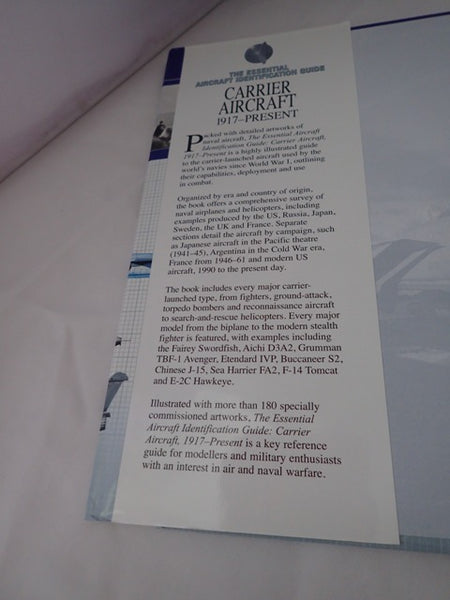 THE ESSENTIAL
AIRCRAFT IDENTIFICATION GUIDE
CARRIER
AIRCRAFT
1917–PRESENT
Packed with detailed artworks of
naval aircraft, The Essential Aircraft
Identification Guide: Carrier Aircraft,
1917–Present is a highly illustrated guide
to the carrier-launched aircraft used by the
world's navies since World War I, outlining
their capabilities, deployment and use
in combat.
Organized by era and country of origin,
the book offers a comprehensive survey of
naval airplanes and helicopters, including
examples produced by the US, Russia, Japan,
Sweden, the UK and France. Separate
sections detail the aircraft by campaign, such
as Japanese aircraft in the Pacific theatre
(1941–45), Argentina in the Cold War era,
France from 1946–61 and modern US
aircraft, 1990 to the present day.
The book includes every major carrier-
launched type, from fighters, ground-attack,
torpedo bombers and reconnaissance aircraft
to search-and-rescue helicopters. Every major
model from the biplane to the modern stealth
fighter is featured, with examples including
the Fairey Swordfish, Aichi D3A2, Grumman
TBF-1 Avenger, Etendard IVP, Buccaneer S2,
Chinese J-15, Sea Harrier FA2, F-14 Tomcat
and E-2C Hawkeye.
Illustrated with more than 180 specially
commissioned artworks, The Essential
Aircraft Identification Guide: Carrier
Aircraft, 1917–Present is a key reference
guide for modellers and military enthusiasts
with an interest in air and naval warfare.